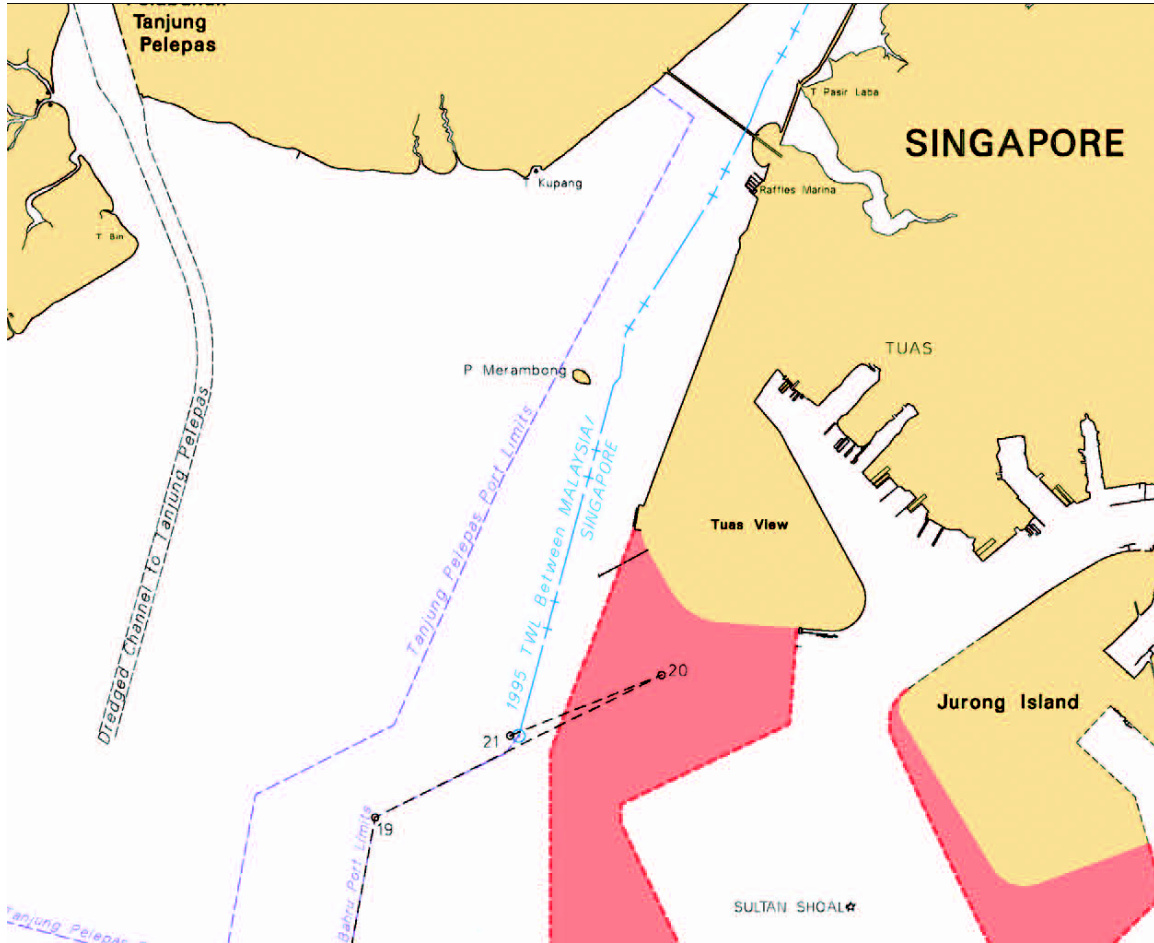 Tanjung
Pelepas
T Pasir Laba
SINGAPORE
T Kupang
Raffles Marina
T Bin
TUAS
P Merambong
Dredged Channel to Tanjung Pelepas
Tanjung Pelepas Port Limits
1995 TWL Between MALAYSIA/
SINGAPORE
Tuas View
20
21
Jurong Island
19
Bahru Port Limits
SULTAN SHOAL
Tanjung Pelepas